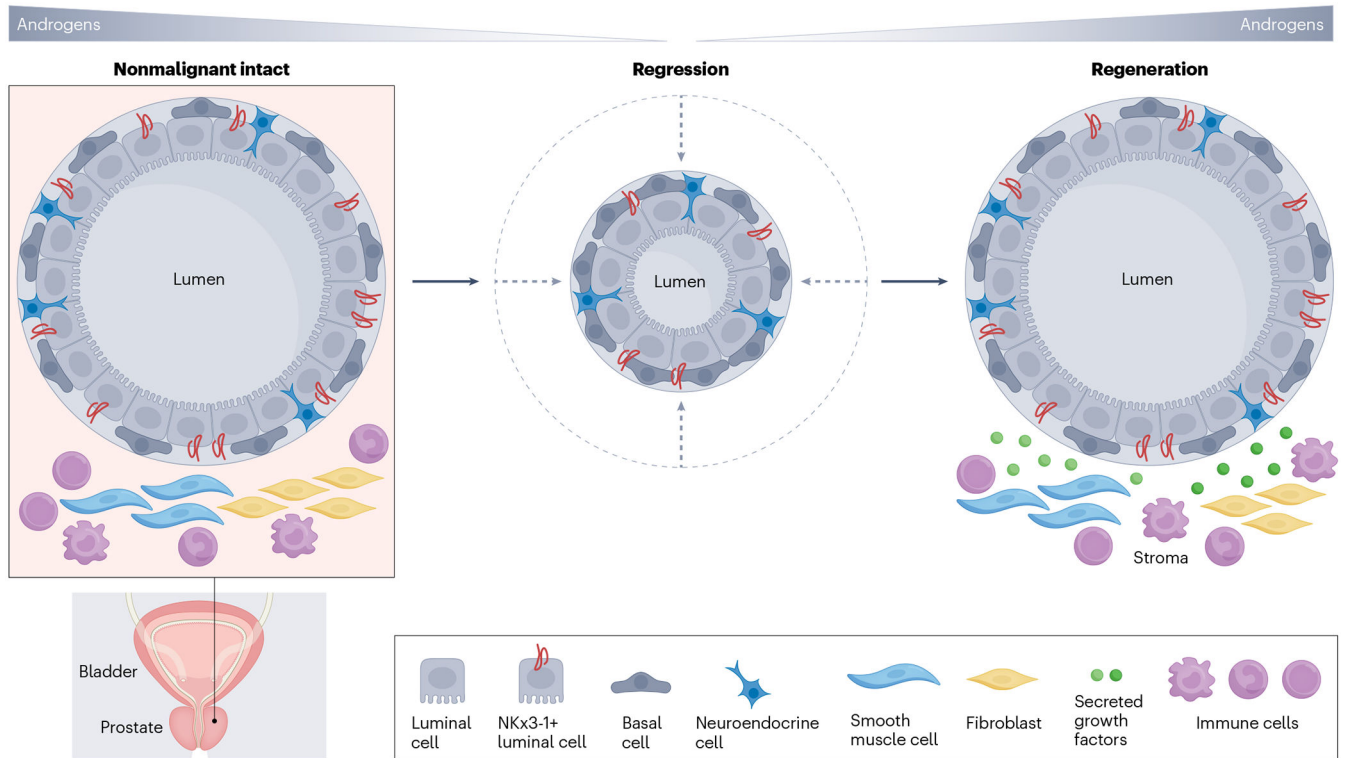 Androgens
Androgens
Nonmalignant intact
Regression
Regeneration
Lumen
Lumen
Lumen
Stroma
Bladder
Prostate
Luminal
cell
NKx3-1+
luminal cell
Basal
cell
Neuroendocrine
cell
Smooth
muscle cell
Fibroblast
Secreted
growth
factors
Immune cells